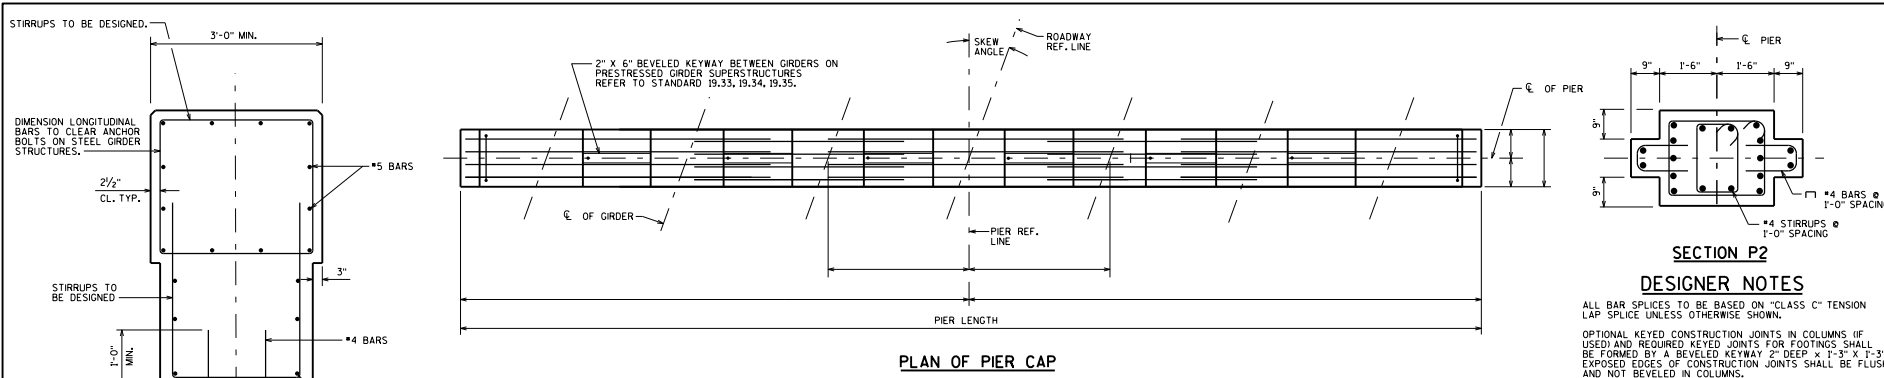 STIRRUPS TO BE DESIGNED.
3'-0" MIN.
DIMENSION LONGITUDINAL
BARS TO CLEAR ANCHOR
BOLTS ON STEEL GIRDER
STRUCTURES.
#5 BARS
2½"
CL. TYP.
3"
STIRRUPS TO
BE DESIGNED
1'-0"
MIN.
#4 BARS
2" X 6" BEVELED KEYWAY BETWEEN GIRDERS ON
PRESTRESSED GIRDER SUPERSTRUCTURES
REFER TO STANDARD 19.33, 19.34, 19.35.
SKEW
ANGLE
ROADWAY
REF. LINE
℄ OF PIER
℄ OF GIRDER
PIER REF.
LINE
PIER LENGTH
PLAN OF PIER CAP
℄ PIER
9"
1'-6"
1'-6"
9"
9"
9"
#4 BARS @
1'-0" SPACING
#4 STIRRUPS @
1'-0" SPACING
SECTION P2
DESIGNER NOTES
ALL BAR SPLICES TO BE BASED ON "CLASS C" TENSION
LAP SPLICE UNLESS OTHERWISE SHOWN.
OPTIONAL KEYED CONSTRUCTION JOINTS IN COLUMNS (IF
USED) AND REQUIRED KEYED JOINTS FOR FOOTINGS SHALL
BE FORMED BY A BEVELED KEYWAY 2" DEEP x 1'-3" X 1'-3"
EXPOSED EDGES OF CONSTRUCTION JOINTS SHALL BE FLUSH
AND NOT BEVELED IN COLUMNS.